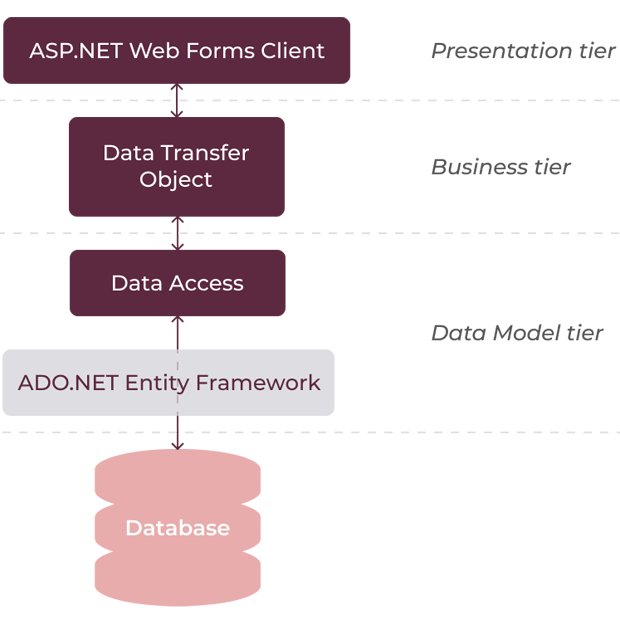 ASP.NET Web Forms Client
Presentation tier
Data Transfer
Object
Business tier
Data Access
Data Model tier
ADO.NET Entity Framework
Database